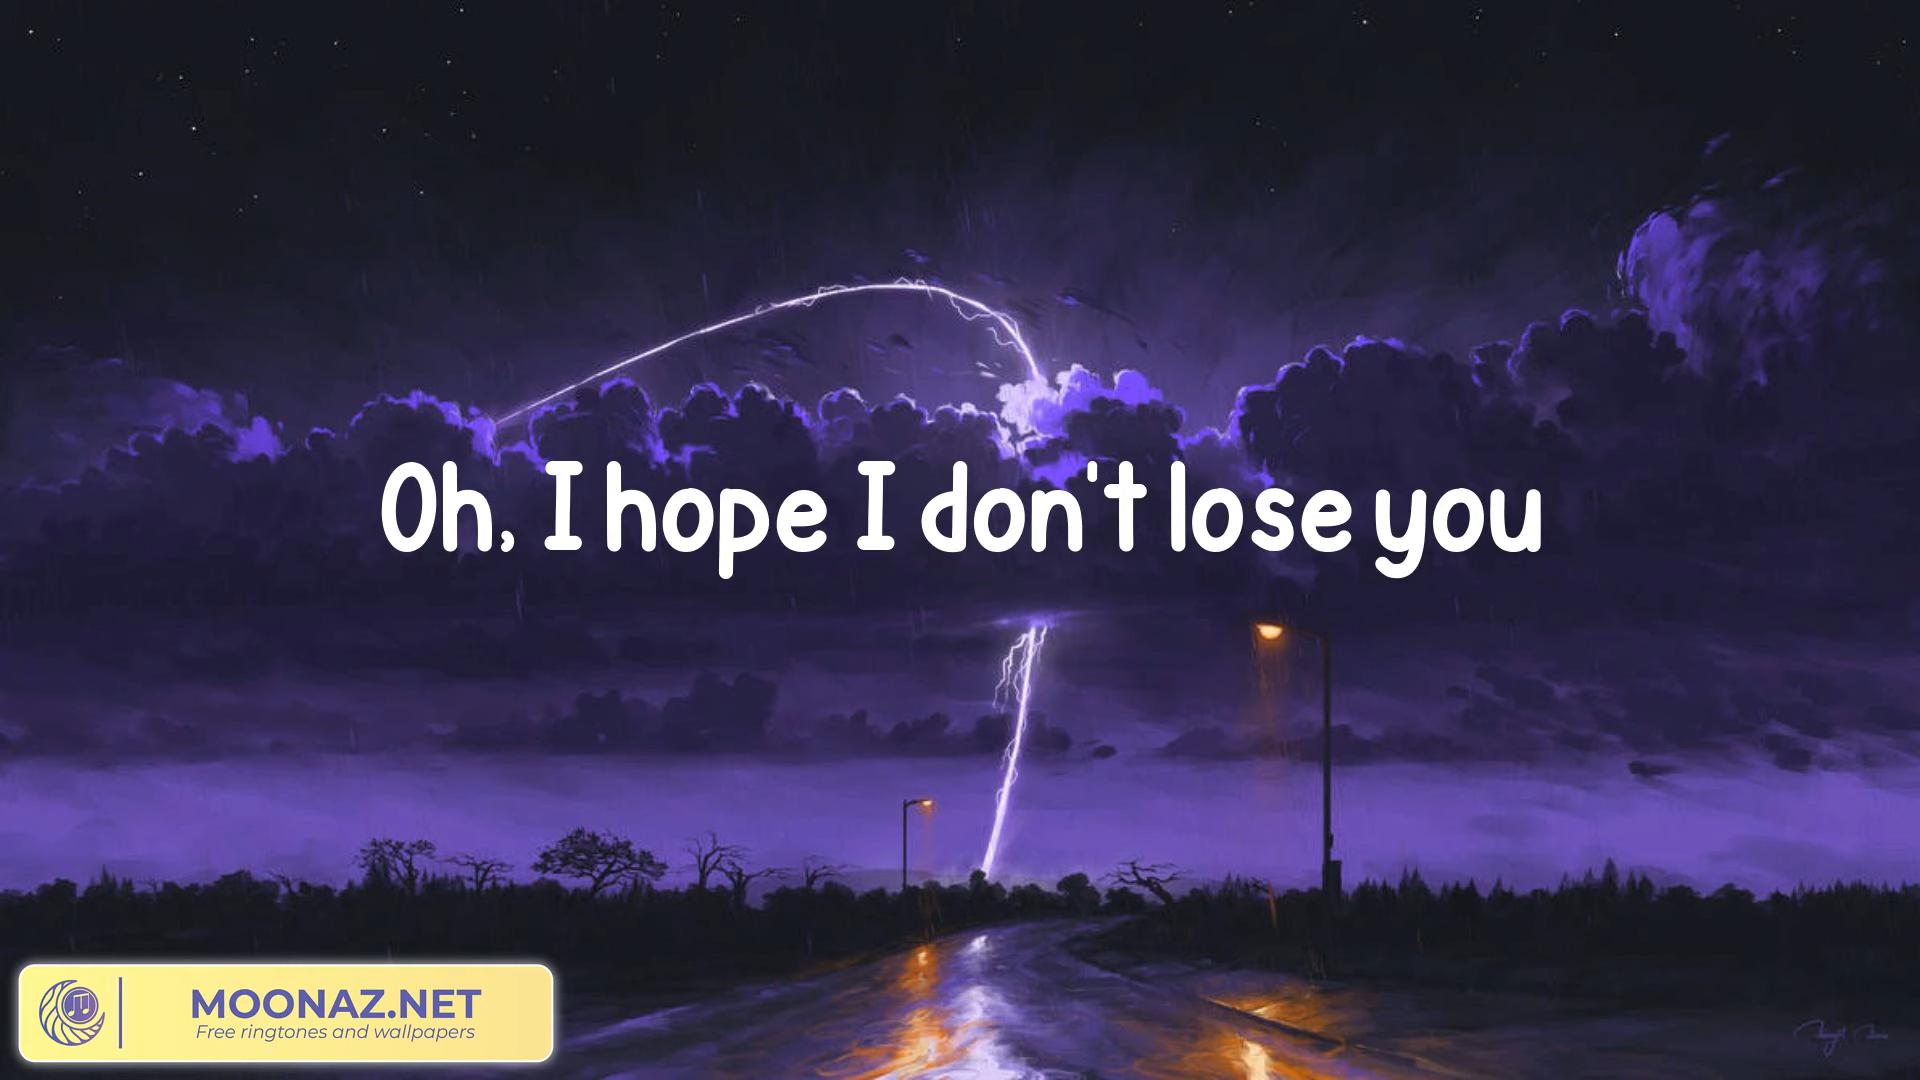 Oh, I hope I don't lose you
MOONAZ.NET
Free ringtones and wallpapers